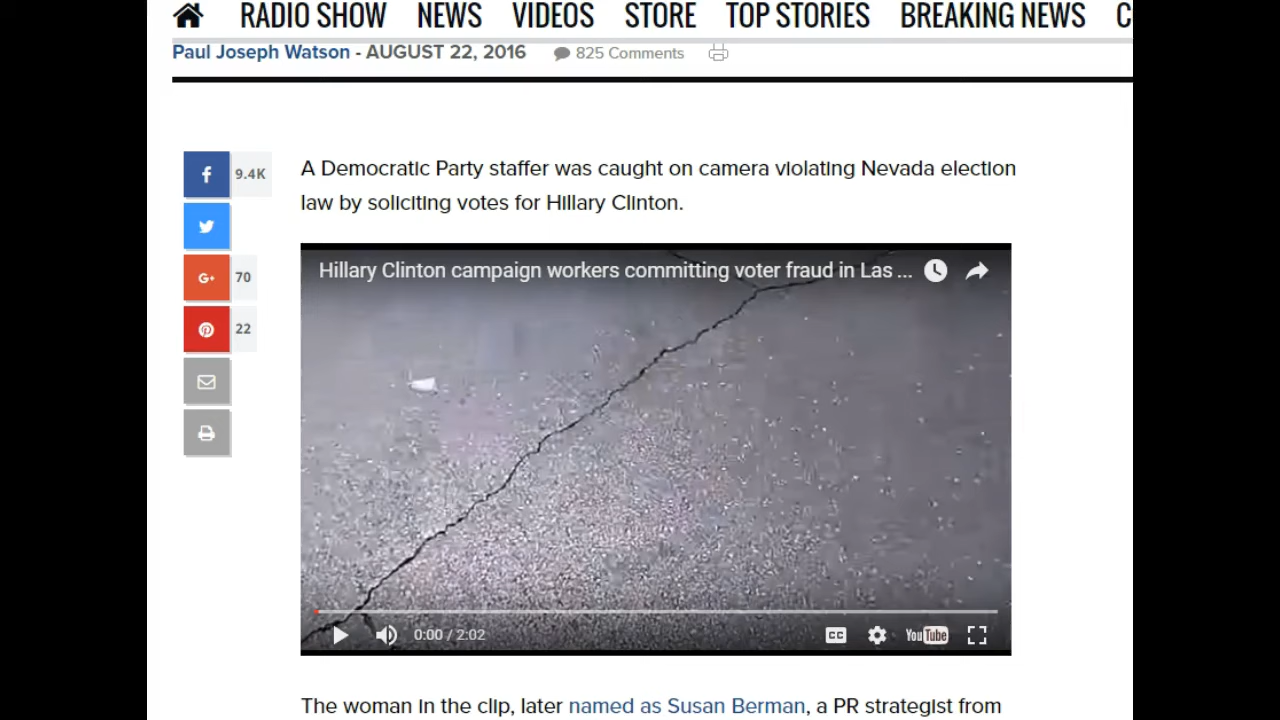 RADIO SHOW NEWS VIDEOS STORE TOP STORIES BREAKING NEWS C
Paul Joseph Watson - AUGUST 22, 2016 825 Comments
9.4K
70
22
A Democratic Party staffer was caught on camera violating Nevada election
law by soliciting votes for Hillary Clinton.
Hillary Clinton campaign workers committing voter fraud in Las ...
0:00 / 2:02 CC YouTube
The woman in the clip, later named as Susan Berman, a PR strategist from